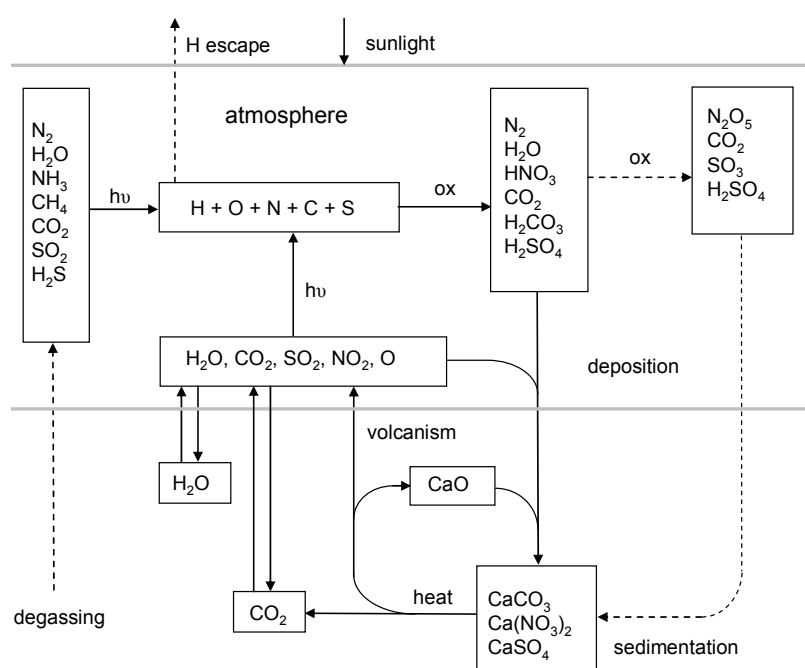 H escape
sunlight
atmosphere
N₂
H₂O
NH₃
CH₄
CO₂
SO₂
H₂S
hυ
H + O + N + C + S
ox
N₂
H₂O
HNO₃
CO₂
H₂CO₃
H₂SO₄
ox
N₂O₅
CO₂
SO₃
H₂SO₄
hυ
H₂O, CO₂, SO₂, NO₂, O
deposition
volcanism
H₂O
CaO
degassing
CO₂
heat
CaCO₃
Ca(NO₃)₂
CaSO₄
sedimentation